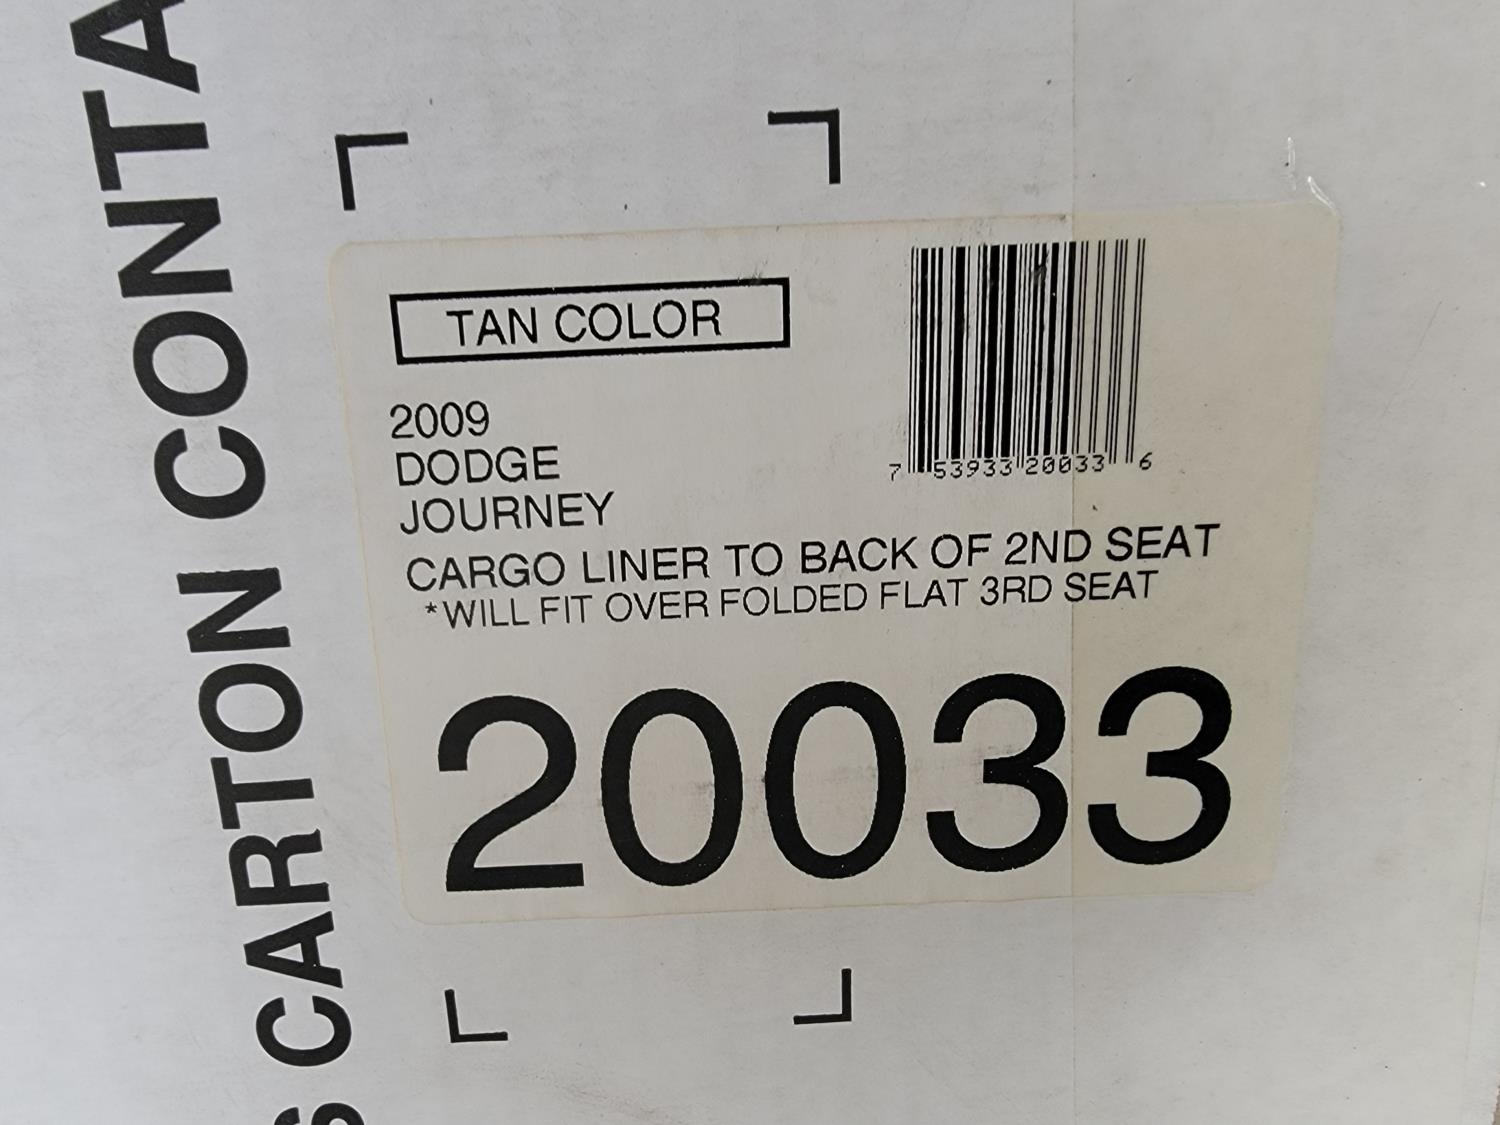 S CARTON CONTA
TAN COLOR
7 53933 20033 6
2009
DODGE
JOURNEY
CARGO LINER TO BACK OF 2ND SEAT
*WILL FIT OVER FOLDED FLAT 3RD SEAT
20033